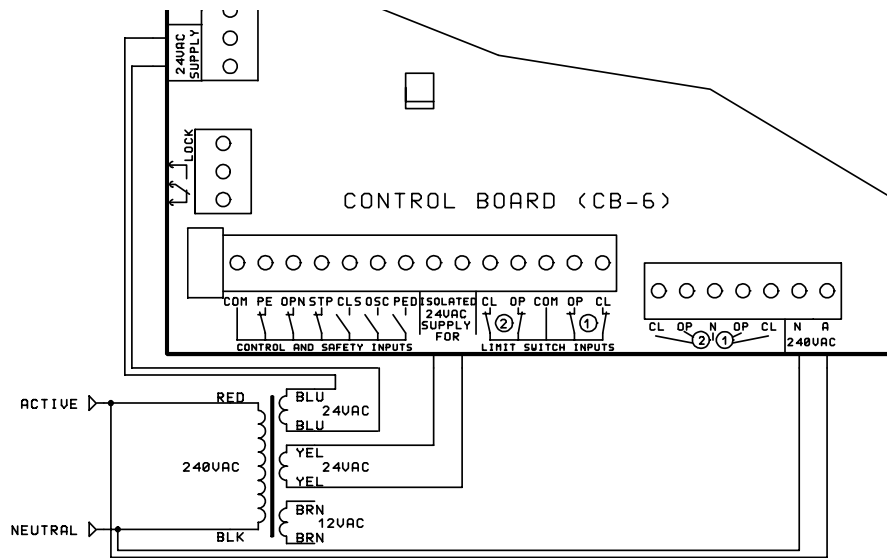 24VAC
SUPPLY
LOCK
CONTROL BOARD (CB-6)
COM PE OPN STP CLS OSC PED ISOLATED CL OP COM OP CL
24VAC
SUPPLY
FOR
2 1
CONTROL AND SAFETY INPUTS
LIMIT SWITCH INPUTS
CL OP N OP CL N A
2 1
240VAC
ACTIVE
RED
BLU
24VAC
BLU
240VAC
YEL
24VAC
YEL
NEUTRAL
BLK
BRN
12VAC
BRN